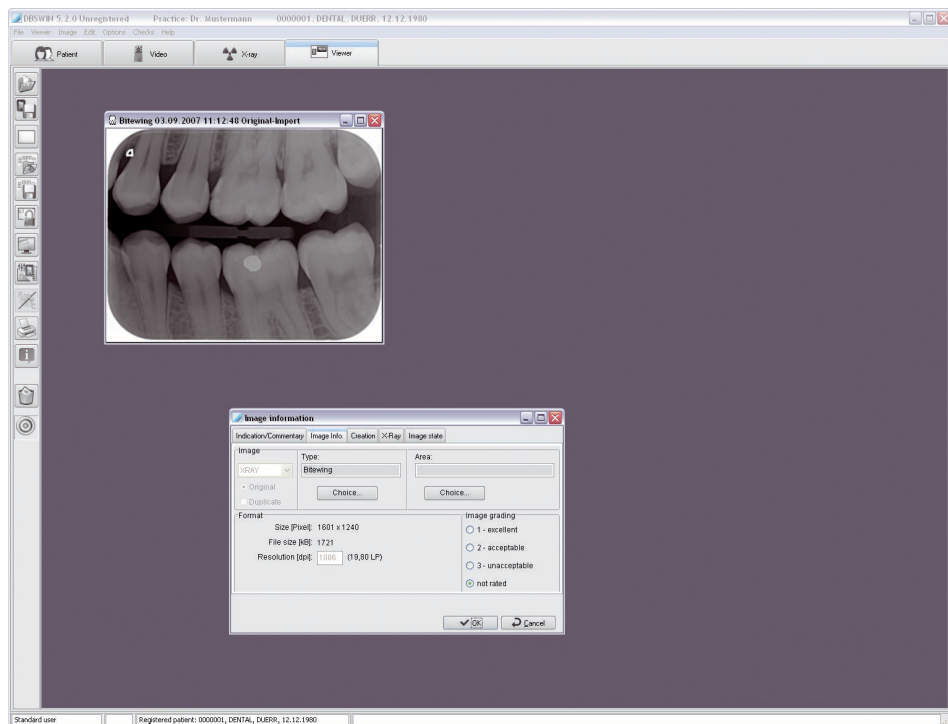 DBSWIN 5.2.0 Unregistered Practice: Dr. Mustermann 0000001. DENTAL. DUERR, 12.12.1980
File Viewer Image Edit Options Checks Help
Patient Video X-ray Viewer
Bitewing 03.09.2007 11:12:48 Original-Import
Image information
Indication/Commentary Image Info. Creation X-Ray Image state
Image
Type:
Area:
XRAY
Bitewing
Original
Duplicate
Choice...
Choice...
Format
Image grading
Size [Pixel]: 1601 x 1240
1 - excellent
File size [kB]: 1721
2 - acceptable
Resolution [dpi]: 1006 (19,80 LP)
3 - unacceptable
not rated
OK
Cancel
Standard user
Registered patient: 0000001, DENTAL, DUERR, 12.12.1980